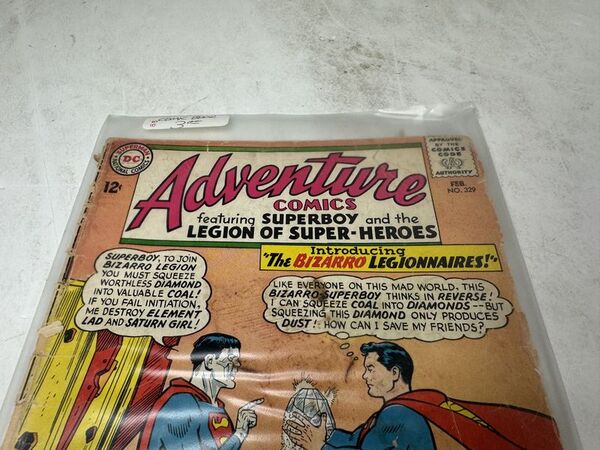 SUPERMAN
DC
NATIONAL COMICS
12¢
Adventure
COMICS
featuring SUPERBOY and the
LEGION OF SUPER-HEROES
APPROVED
BY THE
COMICS
CODE
AUTHORITY
FEB.
NO. 329
Introducing
"The BIZARRO LEGIONNAIRES!"
SUPERBOY, TO JOIN
BIZARRO LEGION
YOU MUST SQUEEZE
WORTHLESS DIAMOND
INTO VALUABLE COAL!
IF YOU FAIL INITIATION,
ME DESTROY ELEMENT
LAD AND SATURN GIRL!
LIKE EVERYONE ON THIS MAD WORLD, THIS
BIZARRO SUPERBOY THINKS IN REVERSE!
I CAN SQUEEZE COAL INTO DIAMONDS--BUT
SQUEEZING THIS DIAMOND ONLY PRODUCES
DUST! HOW CAN I SAVE MY FRIENDS?